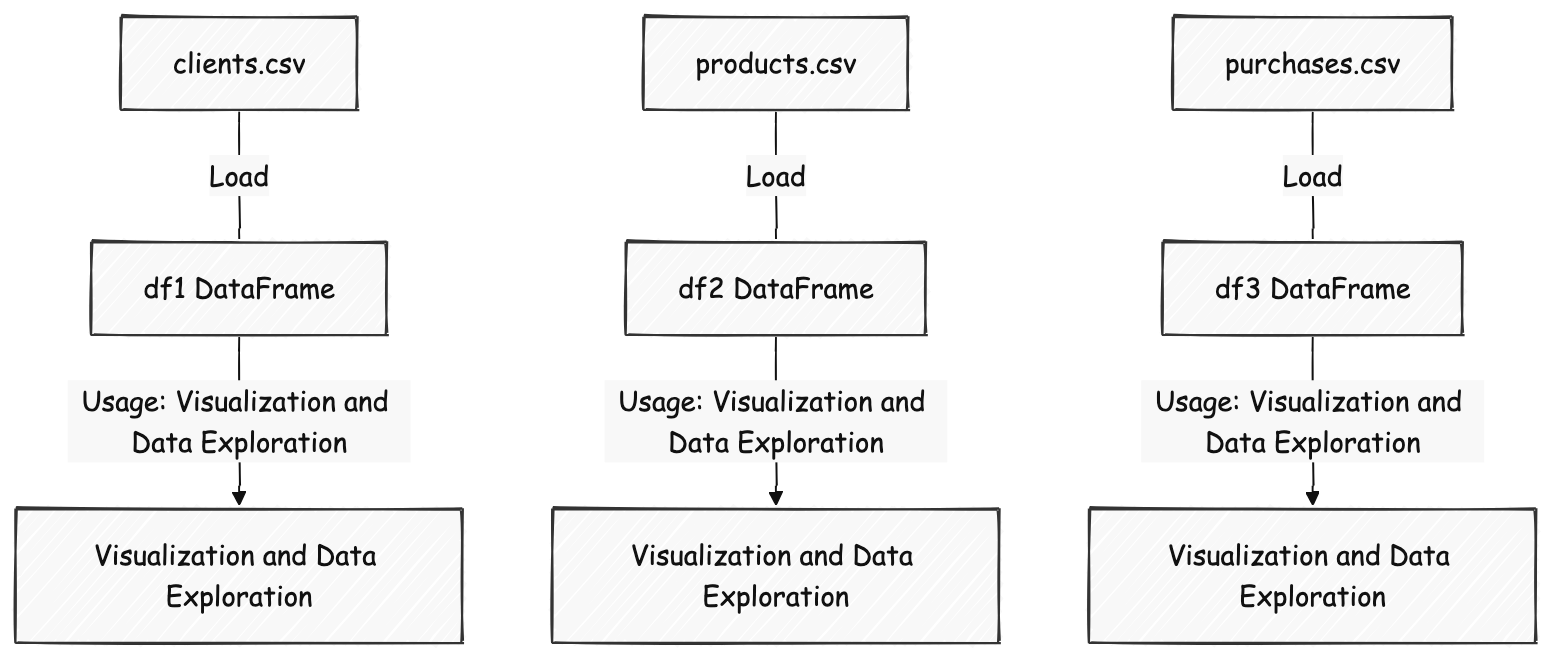 clients.csv
products.csv
purchases.csv
Load
Load
Load
df1 DataFrame
df2 DataFrame
df3 DataFrame
Usage: Visualization and
Data Exploration
Usage: Visualization and
Data Exploration
Usage: Visualization and
Data Exploration
Visualization and Data
Exploration
Visualization and Data
Exploration
Visualization and Data
Exploration